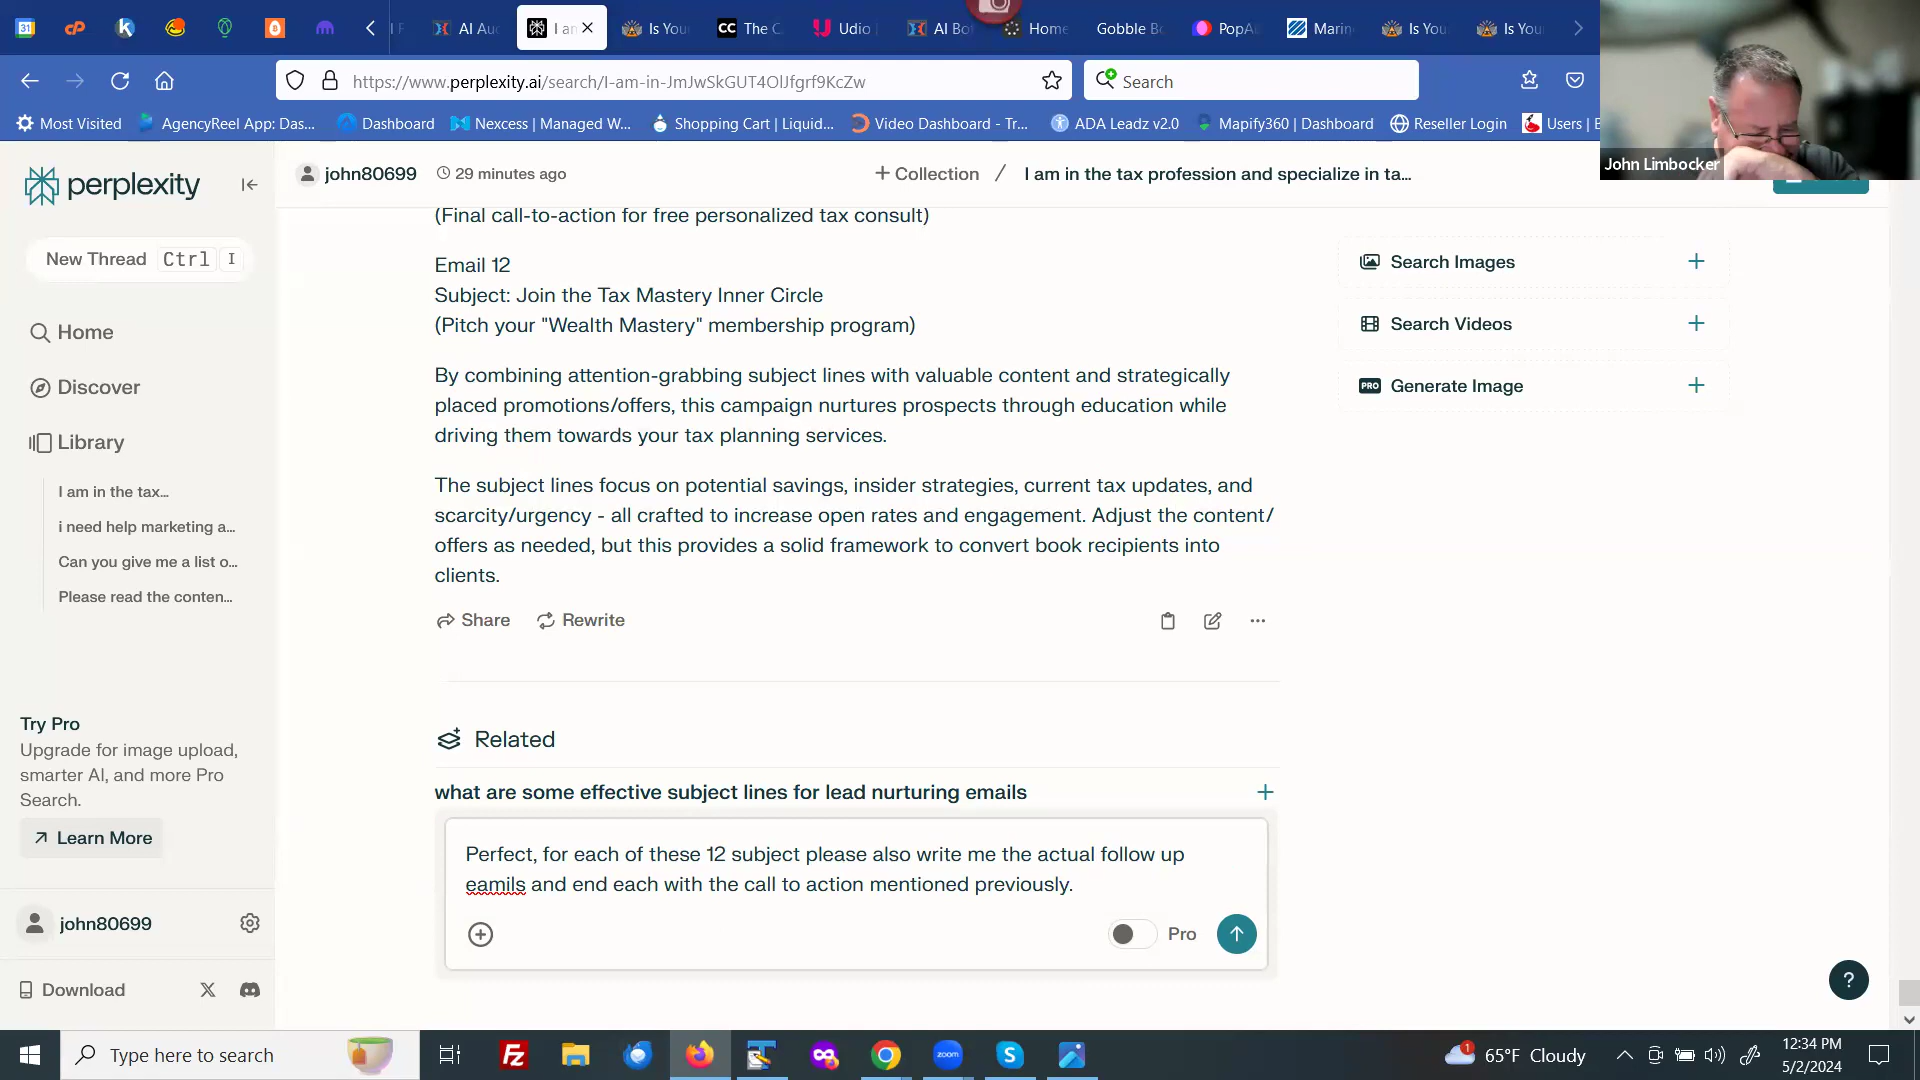 I am
AI Au
Is You
The C
Udio
AI Bo
Home
Gobble B
PopA
Marin
Is You
Is You
https://www.perplexity.ai/search/I-am-in-JmJwSkGUT4OlJfgrf9KcZw
Search
Most Visited
AgencyReel App: Das...
Dashboard
Nexcess | Managed W...
Shopping Cart | Liquid...
Video Dashboard - Tr...
ADA Leadz v2.0
Mapify360 | Dashboard
Reseller Login
Users |
John Limbocker
perplexity
john80699
29 minutes ago
Collection / I am in the tax profession and specialize in ta...
(Final call-to-action for free personalized tax consult)
New Thread Ctrl I
Email 12
Subject: Join the Tax Mastery Inner Circle
(Pitch your "Wealth Mastery" membership program)
By combining attention-grabbing subject lines with valuable content and strategically
placed promotions/offers, this campaign nurtures prospects through education while
driving them towards your tax planning services.
The subject lines focus on potential savings, insider strategies, current tax updates, and
scarcity/urgency - all crafted to increase open rates and engagement. Adjust the content/
offers as needed, but this provides a solid framework to convert book recipients into
clients.
Share
Rewrite
Search Images
Search Videos
PRO Generate Image
Home
Discover
Library
I am in the tax...
i need help marketing a...
Can you give me a list o...
Please read the conten...
Try Pro
Upgrade for image upload,
smarter AI, and more Pro
Search.
Learn More
john80699
Download
Related
what are some effective subject lines for lead nurturing emails
Perfect, for each of these 12 subject please also write me the actual follow up
eamils and end each with the call to action mentioned previously.
Pro
?
Type here to search
zoom
1
65°F Cloudy
12:34 PM
5/2/2024